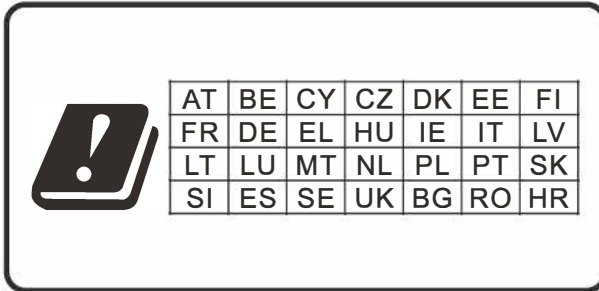 AT BE CY CZ DK EE FI
FR DE EL HU IE IT LV
LT LU MT NL PL PT SK
SI ES SE UK BG RO HR